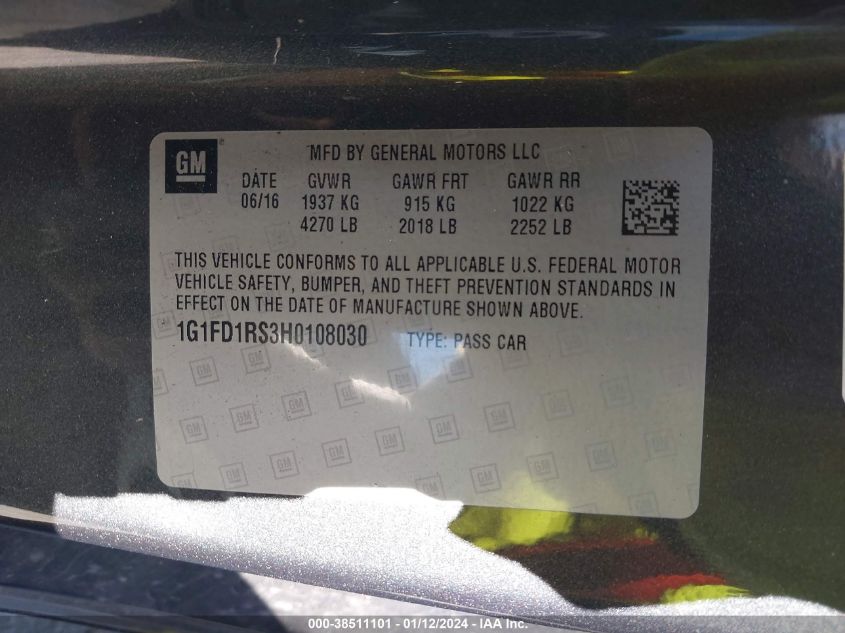 GM
MFD BY GENERAL MOTORS LLC
DATE GVWR GAWR FRT GAWR RR
06/16 1937 KG 915 KG 1022 KG
4270 LB 2018 LB 2252 LB
THIS VEHICLE CONFORMS TO ALL APPLICABLE U.S. FEDERAL MOTOR
VEHICLE SAFETY, BUMPER, AND THEFT PREVENTION STANDARDS IN
EFFECT ON THE DATE OF MANUFACTURE SHOWN ABOVE.
1G1FD1RS3H0108030 TYPE: PASS CAR
000-38511101 - 01/12/2024 - IAA Inc.